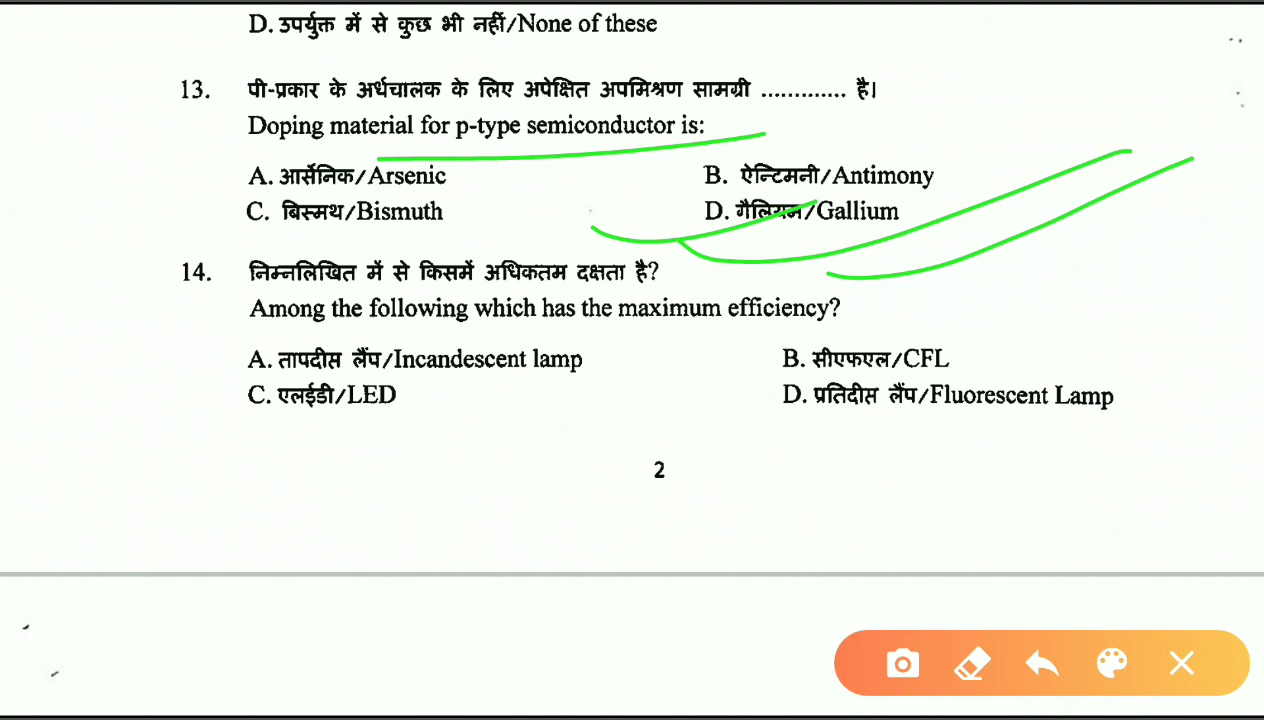 D. उपर्युक्त में से कुछ भी नहीं/None of these
13. पी-प्रकार के अर्धचालक के लिए अपेक्षित अपमिश्रण सामग्री ............. है।
Doping material for p-type semiconductor is:
A. आर्सेनिक/Arsenic B. ऐन्टिमनी/Antimony
C. बिस्मथ/Bismuth D. गैलियम/Gallium
14. निम्नलिखित में से किसमें अधिकतम दक्षता है?
Among the following which has the maximum efficiency?
A. तापदीप्त लैंप/Incandescent lamp B. सीएफएल/CFL
C. एलईडी/LED D. प्रतिदीप्त लैंप/Fluorescent Lamp
2